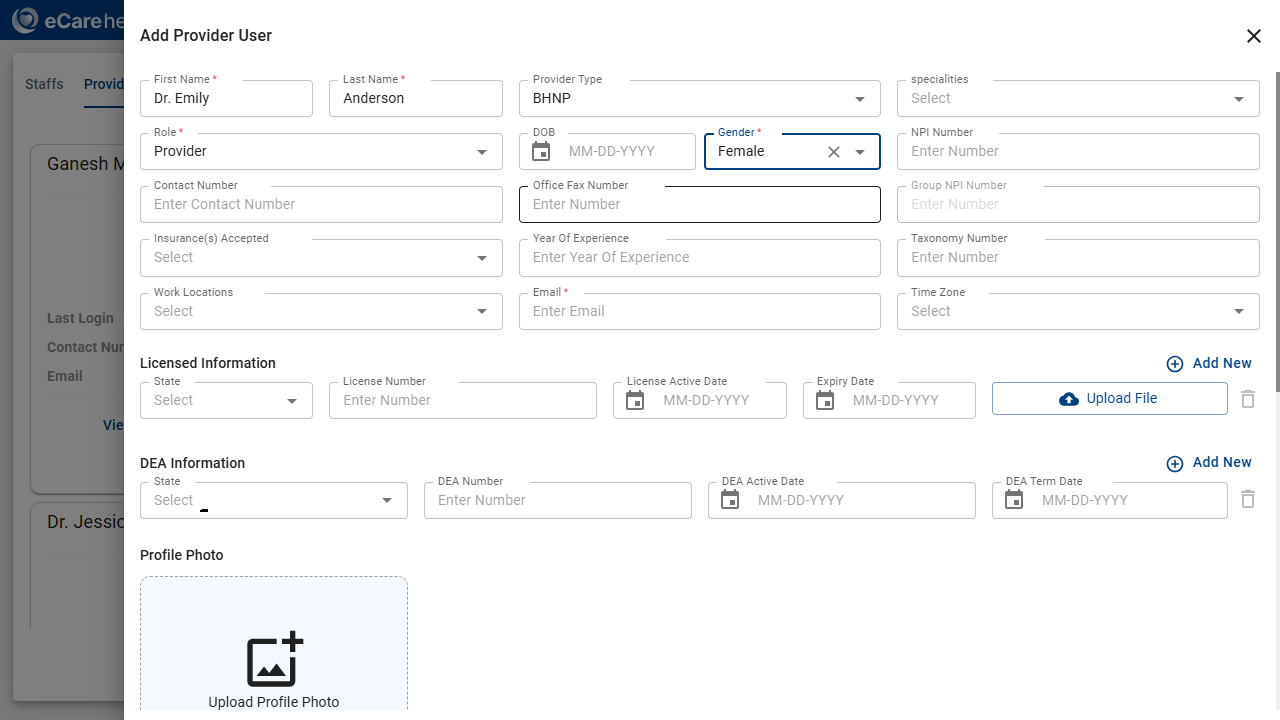 eCare he
Add Provider User
Staffs Provid
First Name *
Dr. Emily
Last Name *
Anderson
Provider Type
BHNP
specialities
Select
Role *
Provider
DOB
MM-DD-YYYY
Gender *
Female
NPI Number
Enter Number
Contact Number
Enter Contact Number
Office Fax Number
Enter Number
Group NPI Number
Enter Number
Insurance(s) Accepted
Select
Year Of Experience
Enter Year Of Experience
Taxonomy Number
Enter Number
Work Locations
Select
Email *
Enter Email
Time Zone
Select
Ganesh M
Last Login
Contact Nur
Email
Vie
Dr. Jessic
Licensed Information
Add New
State
Select
License Number
Enter Number
License Active Date
MM-DD-YYYY
Expiry Date
MM-DD-YYYY
Upload File
DEA Information
Add New
State
Select
DEA Number
Enter Number
DEA Active Date
MM-DD-YYYY
DEA Term Date
MM-DD-YYYY
Profile Photo
Upload Profile Photo